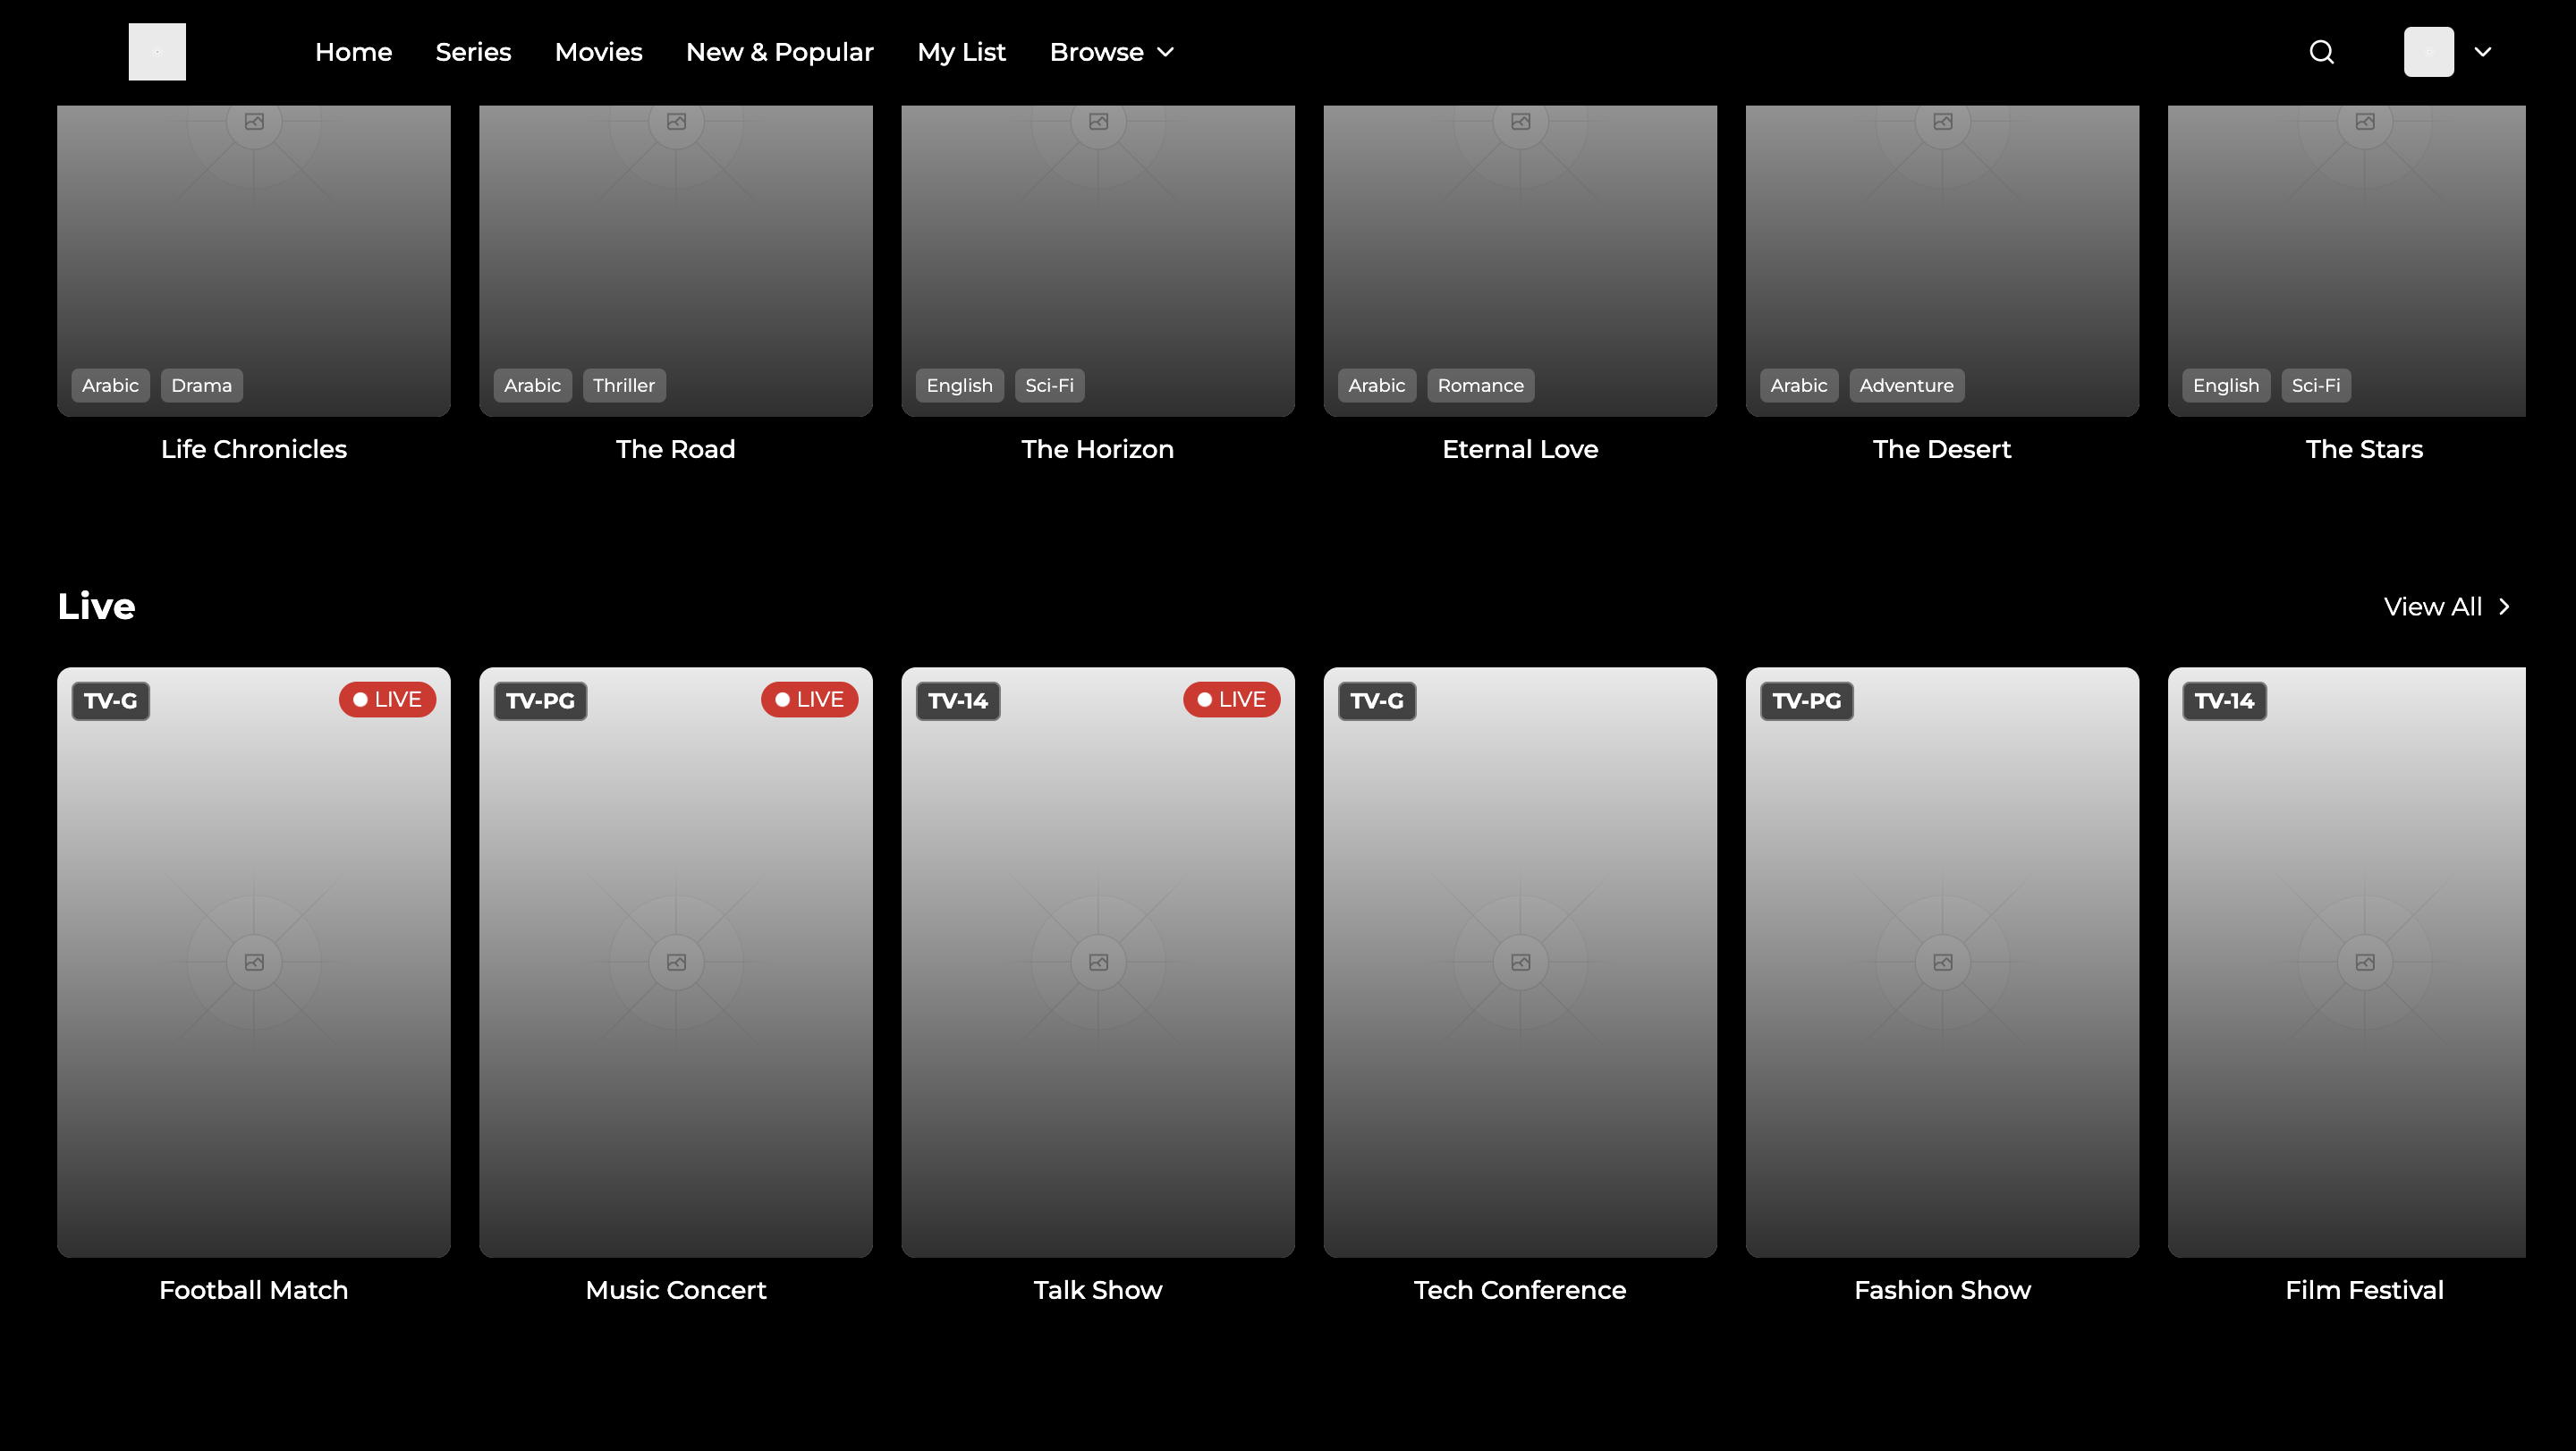 Home Series Movies New & Popular My List Browse
Arabic Drama Arabic Thriller English Sci-Fi Arabic Romance Arabic Adventure English Sci-Fi
Life Chronicles The Road The Horizon Eternal Love The Desert The Stars
Live View All
TV-G LIVE TV-PG LIVE TV-14 LIVE TV-G TV-PG TV-14
Football Match Music Concert Talk Show Tech Conference Fashion Show Film Festival